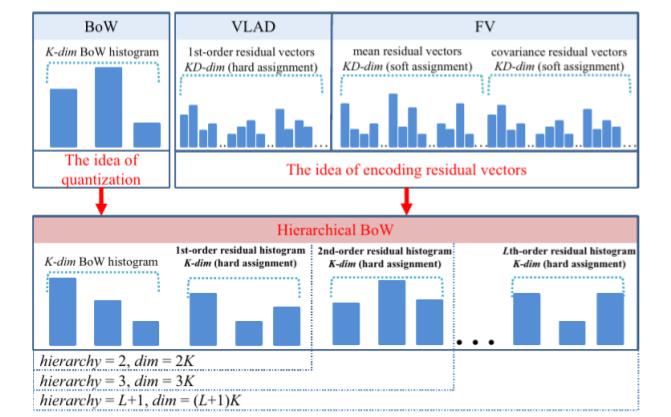 BoW
VLAD
FV
K-dim BoW histogram
1st-order residual vectors
KD-dim (hard assignment)
mean residual vectors
KD-dim (soft assignment)
covariance residual vectors
KD-dim (soft assignment)
The idea of
quantization
The idea of encoding residual vectors
Hierarchical BoW
K-dim BoW histogram
1st-order residual histogram
K-dim (hard assignment)
2nd-order residual histogram
K-dim (hard assignment)
Lth-order residual histogram
K-dim (hard assignment)
hierarchy = 2, dim = 2K
hierarchy = 3, dim = 3K
hierarchy = L+1, dim = (L+1)K